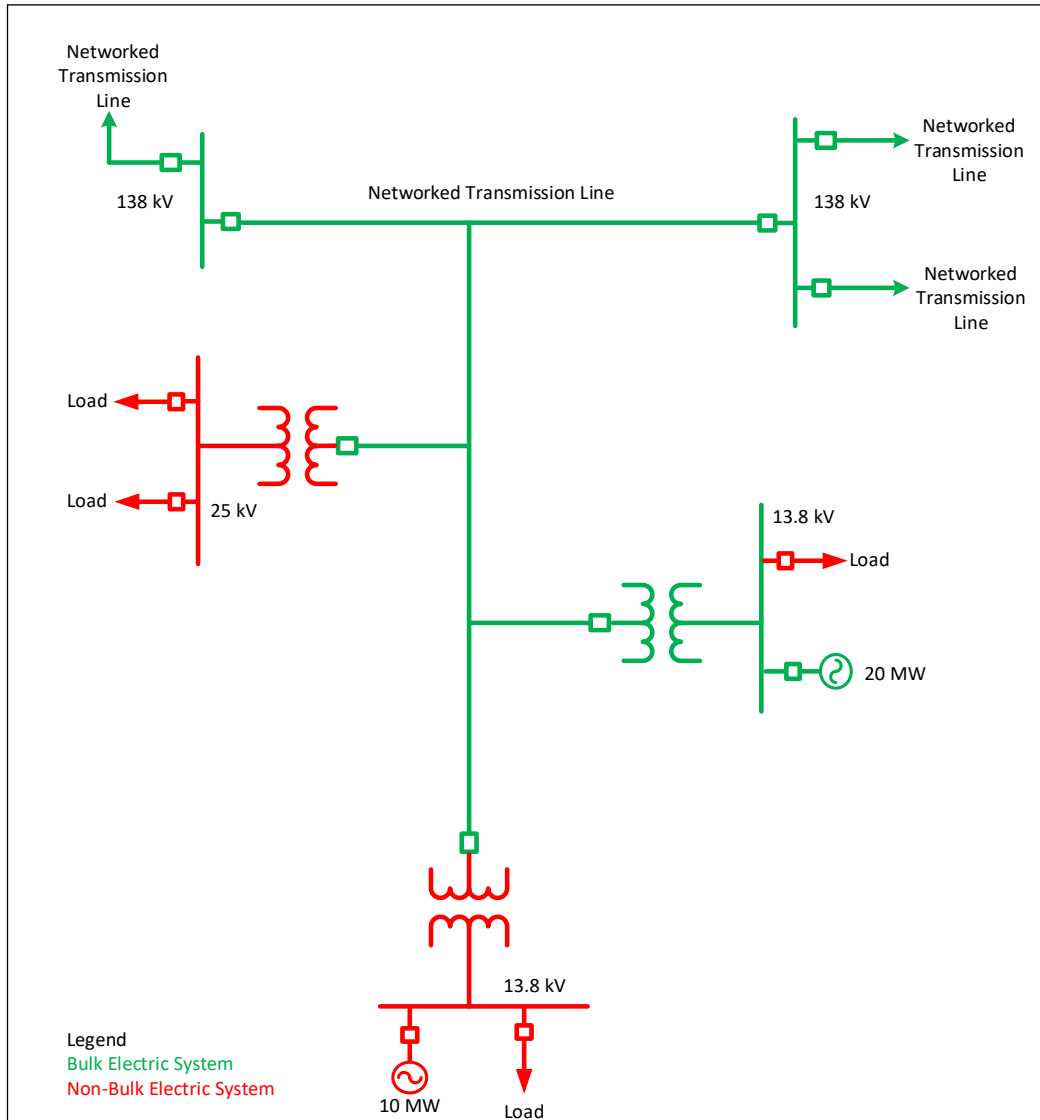 Networked
Transmission
Line
138 kV
Networked Transmission Line
Networked
Transmission
Line
138 kV
Networked
Transmission
Line
Load
Load
25 kV
13.8 kV
Load
20 MW
13.8 kV
10 MW
Load
Legend
Bulk Electric System
Non-Bulk Electric System